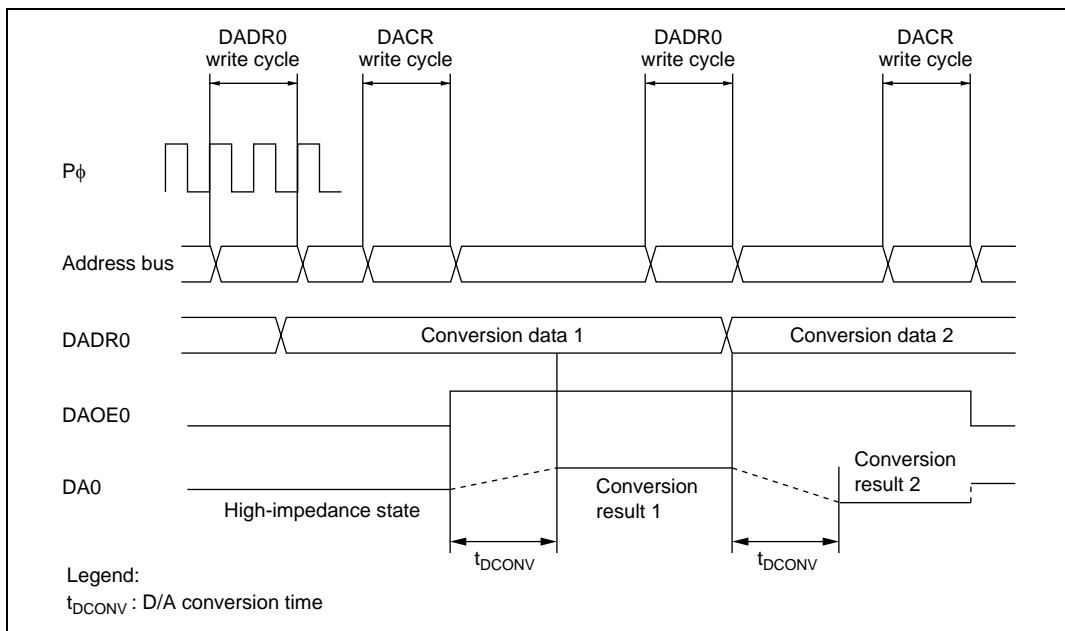 DADR0
write cycle
DACR
write cycle
DADR0
write cycle
DACR
write cycle
Pϕ
Address bus
DADR0
Conversion data 1
Conversion data 2
DAOE0
DA0
High-impedance state
Conversion
result 1
Conversion
result 2
tDCONV
tDCONV
Legend:
tDCONV : D/A conversion time